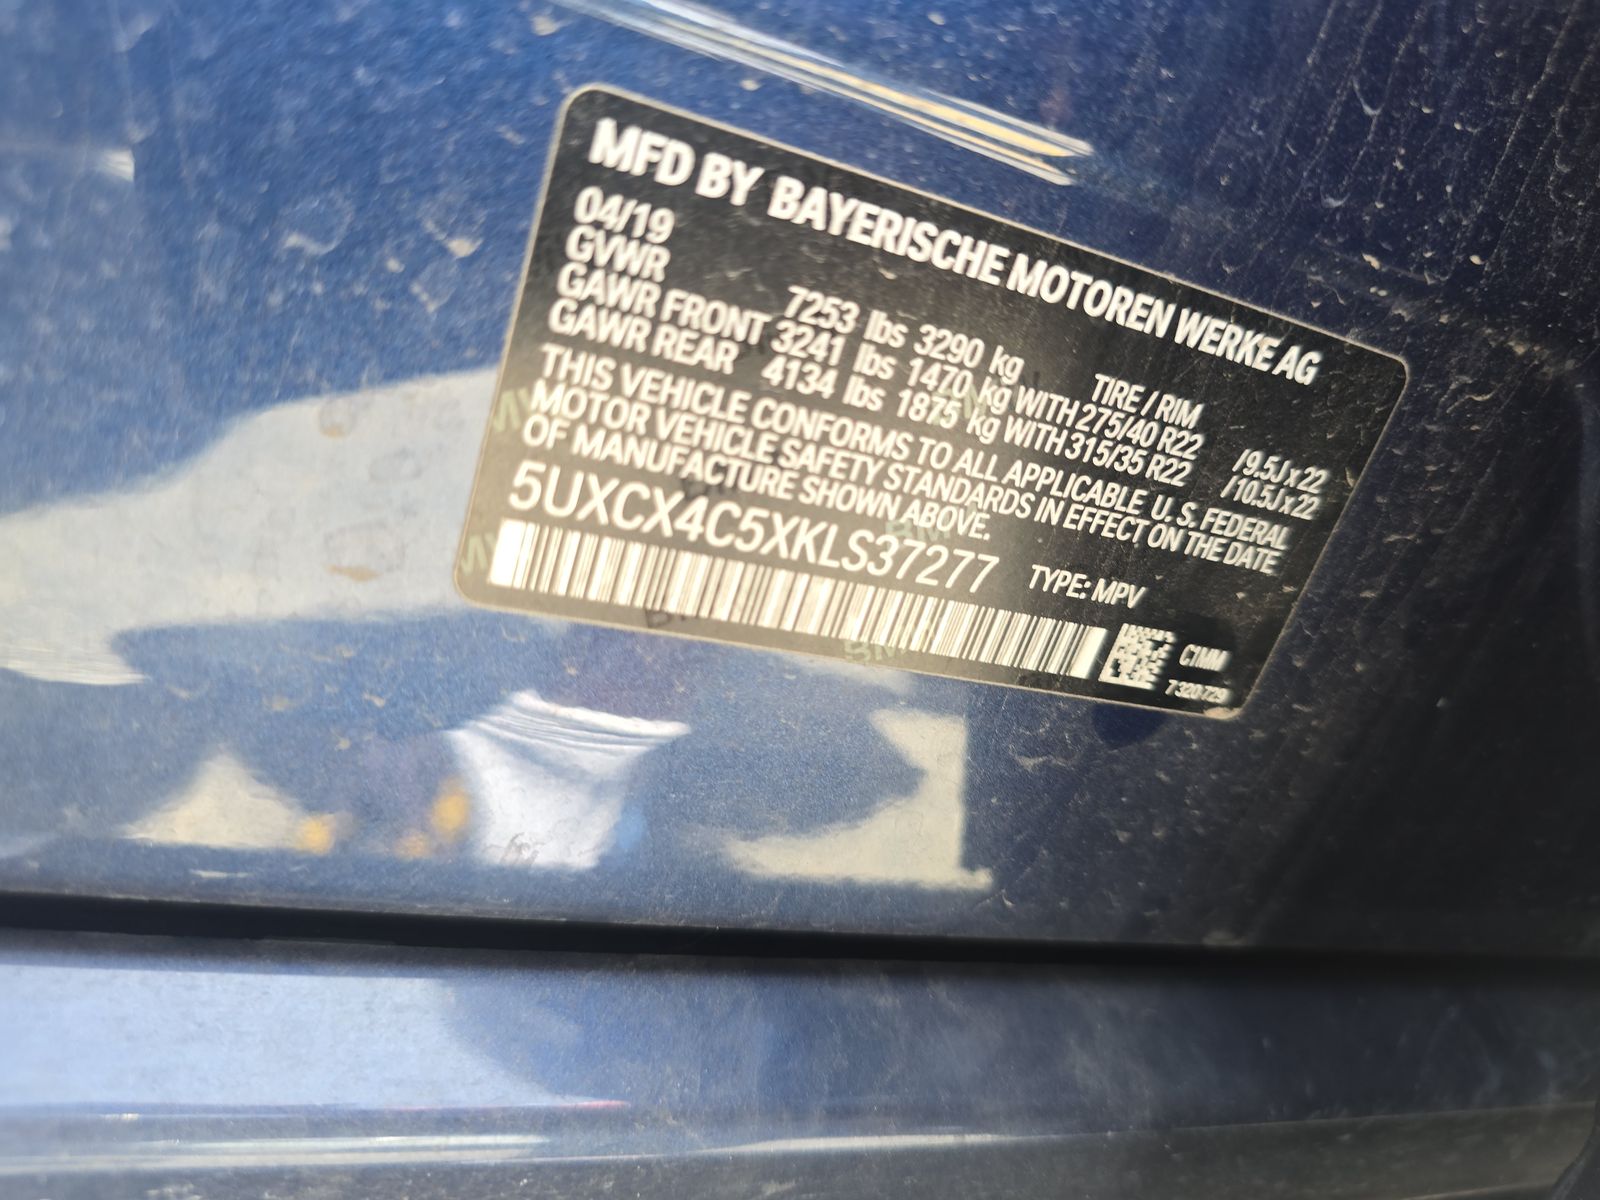 MFD BY BAYERISCHE MOTOREN WERKE AG
04/19
GVWR 7253 lbs 3290 kg TIRE / RIM
GAWR FRONT 3241 lbs 1470 kg WITH 275/40 R22 /9.5Jx22
GAWR REAR 4134 lbs 1875 kg WITH 315/35 R22 /10.5Jx22
THIS VEHICLE CONFORMS TO ALL APPLICABLE U.S. FEDERAL
MOTOR VEHICLE SAFETY STANDARDS IN EFFECT ON THE DATE
OF MANUFACTURE SHOWN ABOVE.
5UXCX4C5XKLS37277 TYPE: MPV
C1MM
7 320 729